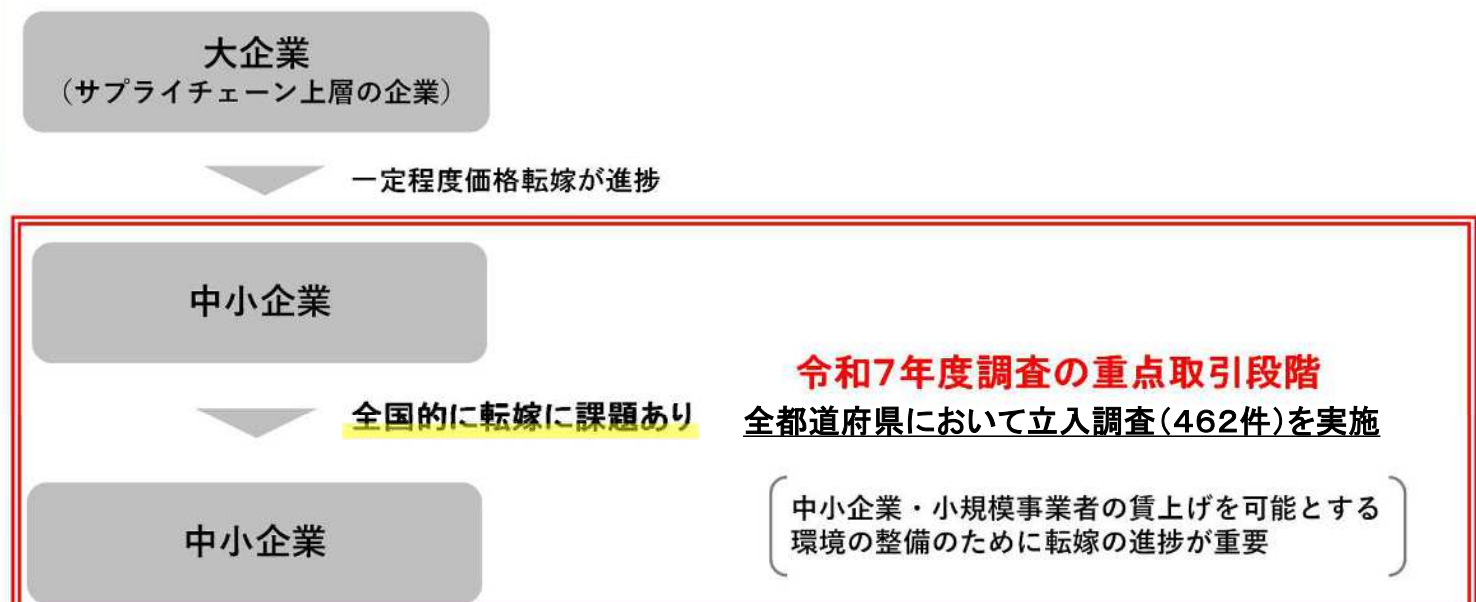 大企業
（サプライチェーン上層の企業）
一定程度価格転嫁が進捗
中小企業
令和7年度調査の重点取引段階
全国的に転嫁に課題あり
全都道府県において立入調査(462件)を実施
中小企業・小規模事業者の賃上げを可能とする
環境の整備のために転嫁の進捗が重要
中小企業